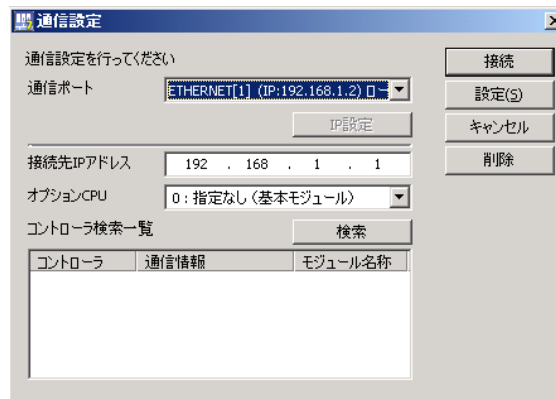 通信設定
通信設定を行ってください
通信ポート
ETHERNET[1] (IP:192.168.1.2) ロー
IP設定
接続先IPアドレス
192 . 168 . 1 . 1
オプションCPU
0:指定なし(基本モジュール)
コントローラ検索一覧
検索
コントローラ 通信情報 モジュール名称
接続
設定(S)
キャンセル
削除